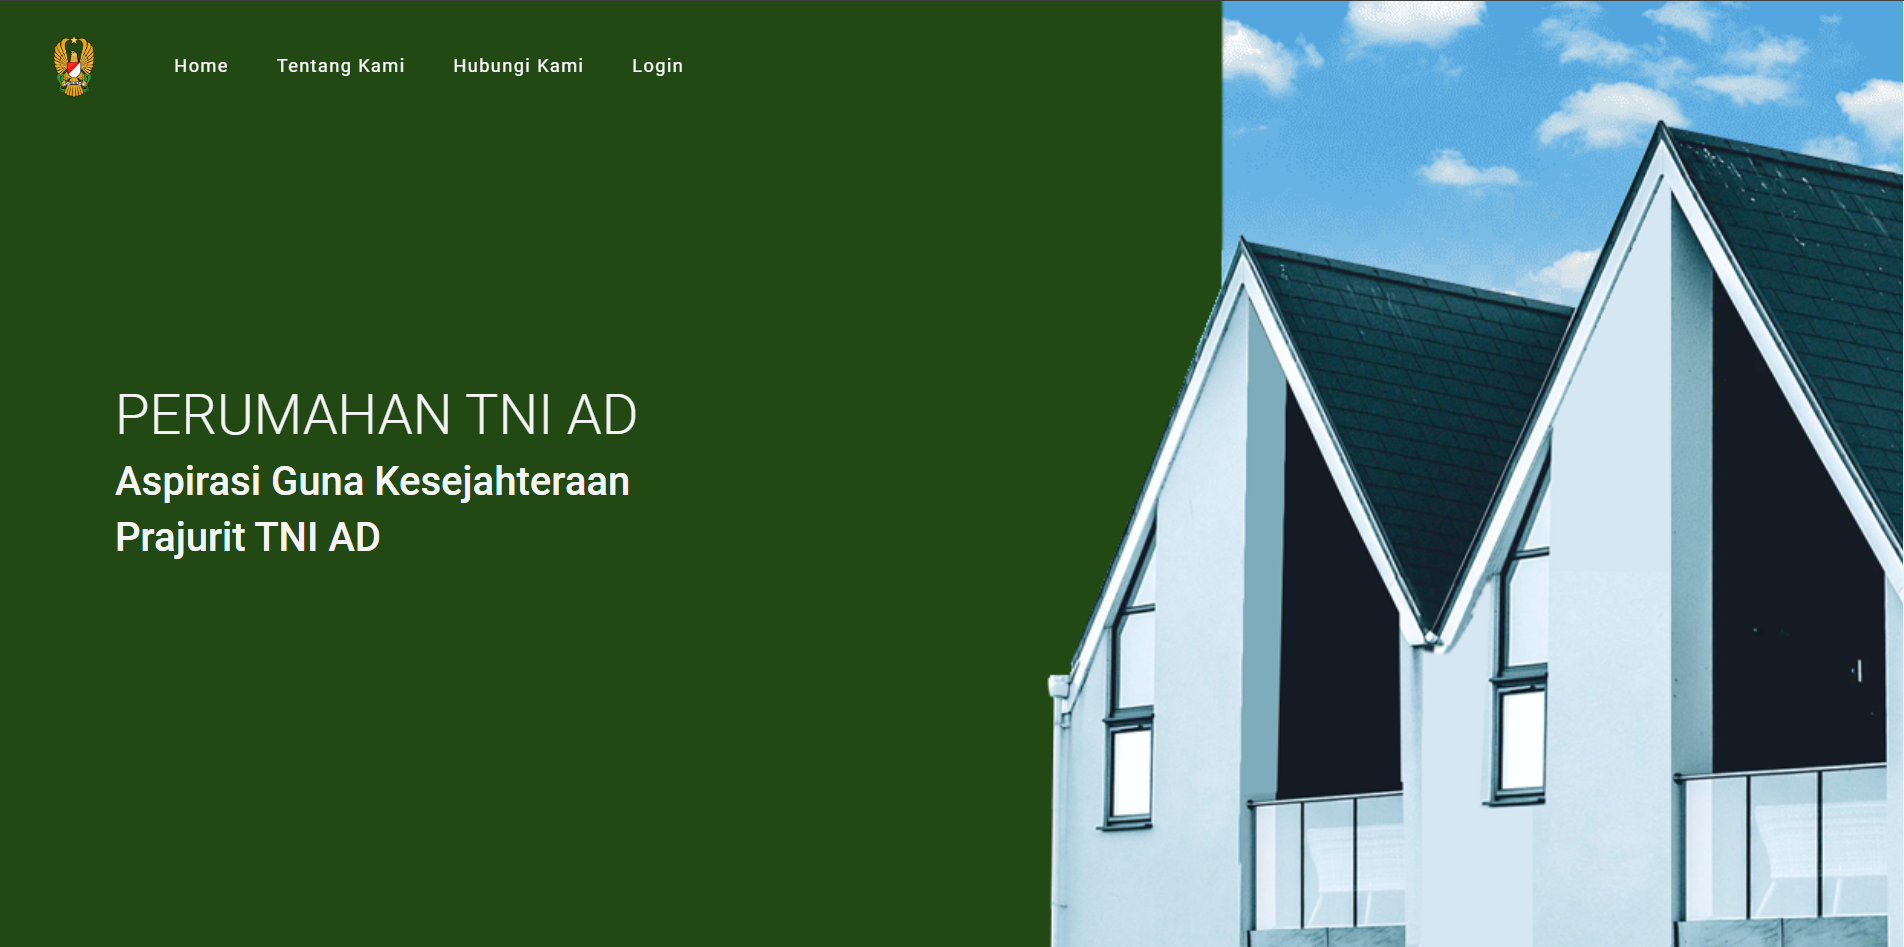 Home Tentang Kami Hubungi Kami Login
PERUMAHAN TNI AD
Aspirasi Guna Kesejahteraan
Prajurit TNI AD